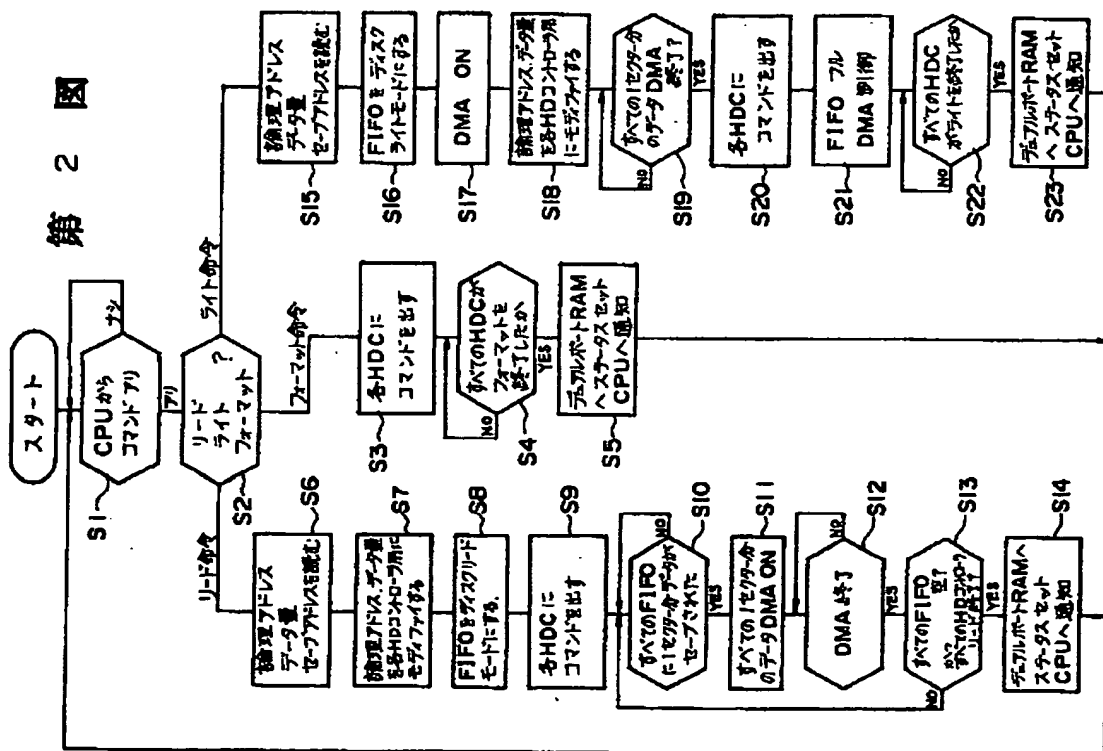 第 2 図
スタート
CPUから
コマンドアリ
S1
ナシ
アリ
リード
ライト ?
フォーマット
S2
リード命令
フォーマット命令
ライト命令
論理アドレス
データ量
セーブアドレスを読む
S6
論理アドレス、データ量
を各HDコントローラ用に
モディファイする
S7
FIFOをディスクリード
モードにする.
S8
各HDCに
コマンドを出す
S9
すべてのFIFO
に1セクター分データが
セーブされた?
S10
NO
YES
すべての1セクター分
のデータDMA ON
S11
DMA終了
S12
NO
YES
すべてのFIFO
空?
かつ
すべてのHDコントローラ
リード終了?
S13
NO
YES
デュアルポートRAMへ
ステータスセット
CPUへ通知
S14
各HDCに
コマンドを出す
S3
すべてのHDCが
フォーマットを
終了したか
S4
NO
YES
デュアルポートRAM
へステータスセット
CPUへ通知
S5
論理アドレス
データ量
セーブアドレスを読む
S15
FIFOをディスク
ライトモードにする
S16
DMA ON
S17
論理アドレス、データ量
を各HDコントローラ用
にモディファイする
S18
すべての1セクター分
のデータDMA
終了?
S19
NO
YES
各HDCに
コマンドを出す
S20
FIFO フル
DMA 制御
S21
すべてのHDC
がライトを終了したか
S22
NO
YES
デュアルポートRAM
へステータスセット
CPUへ通知
S23